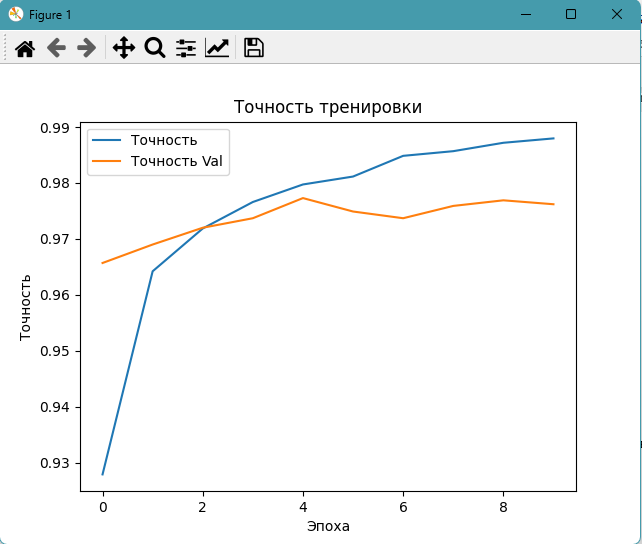 Figure 1
Точность тренировки
Точность
Точность Val
0.99
0.98
0.97
0.96
0.95
0.94
0.93
Точность
0 2 4 6 8
Эпоха